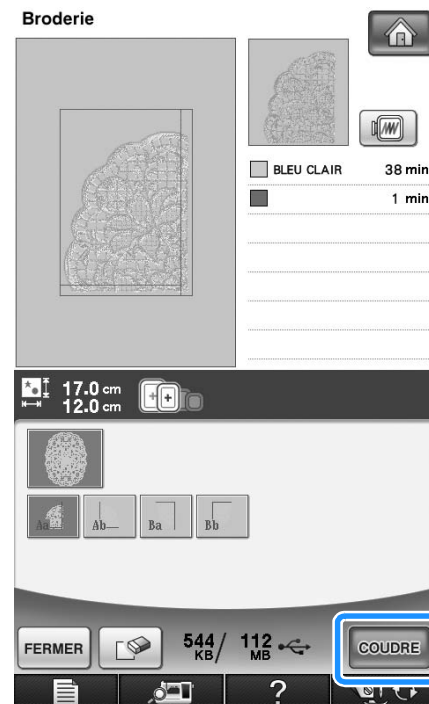 Broderie
BLEU CLAIR 38 min
1 min
17.0 cm
12.0 cm
Aa Ab Ba Bb
FERMER 544 KB / 112 MB COUDRE
?